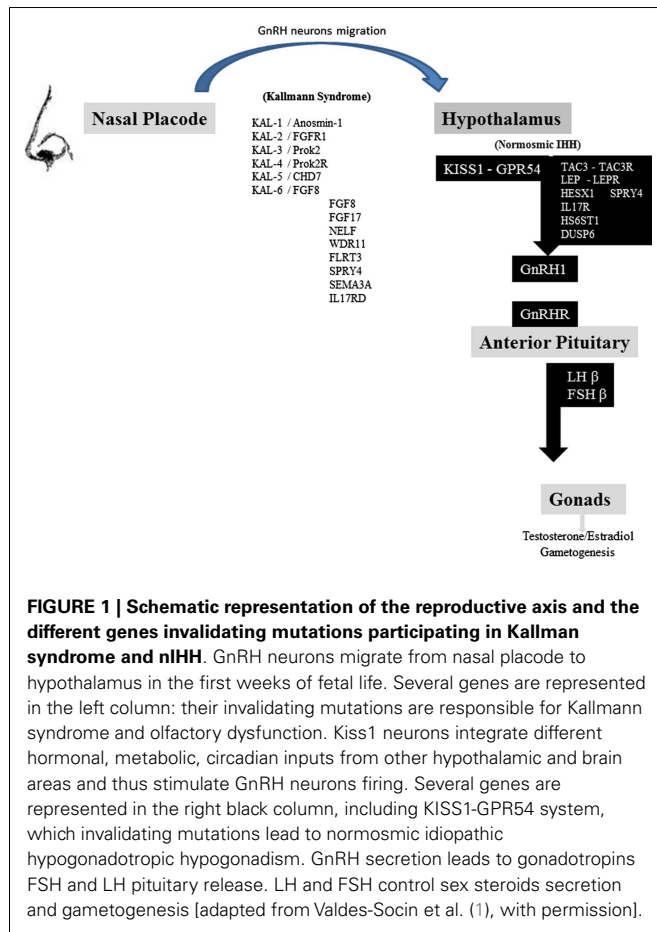 GnRH neurons migration
Nasal Placode
(Kallmann Syndrome)
KAL-1 / Anosmin-1
KAL-2 / FGFR1
KAL-3 / Prok2
KAL-4 / Prok2R
KAL-5 / CHD7
KAL-6 / FGF8
FGF8
FGF17
NELF
WDR11
FLRT3
SPRY4
SEMA3A
IL17RD
Hypothalamus
(Normosmic IHH)
KISS1 - GPR54
TAC3 - TAC3R
LEP - LEPR
HESX1 SPRY4
IL17R
HS6ST1
DUSP6
GnRH1
GnRHR
Anterior Pituitary
LH β
FSH β
Gonads
Testosterone/Estradiol
Gametogenesis
FIGURE 1 | Schematic representation of the reproductive axis and the
different genes invalidating mutations participating in Kallman
syndrome and nIHH. GnRH neurons migrate from nasal placode to
hypothalamus in the first weeks of fetal life. Several genes are represented
in the left column: their invalidating mutations are responsible for Kallmann
syndrome and olfactory dysfunction. Kiss1 neurons integrate different
hormonal, metabolic, circadian inputs from other hypothalamic and brain
areas and thus stimulate GnRH neurons firing. Several genes are
represented in the right black column, including KISS1-GPR54 system,
which invalidating mutations lead to normosmic idiopathic
hypogonadotropic hypogonadism. GnRH secretion leads to gonadotropins
FSH and LH pituitary release. LH and FSH control sex steroids secretion
and gametogenesis [adapted from Valdes-Socin et al. (1), with permission].